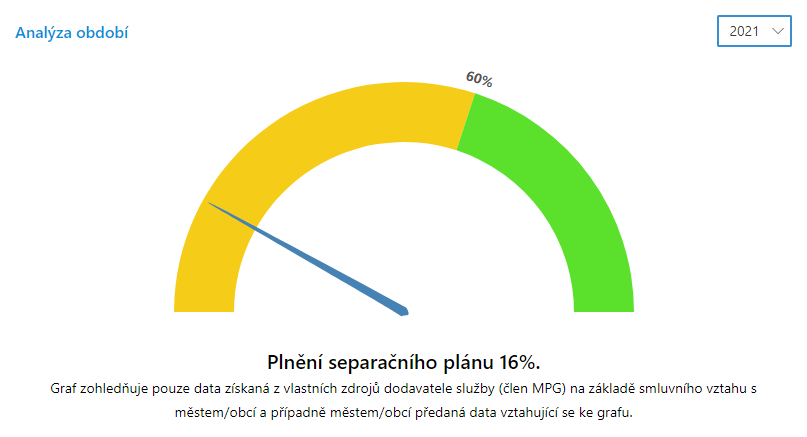 Analýza období
2021
60%
Plnění separačního plánu 16%.
Graf zohledňuje pouze data získaná z vlastních zdrojů dodavatele služby (člen MPG) na základě smluvního vztahu s
městem/obcí a případně městem/obcí předaná data vztahující se ke grafu.